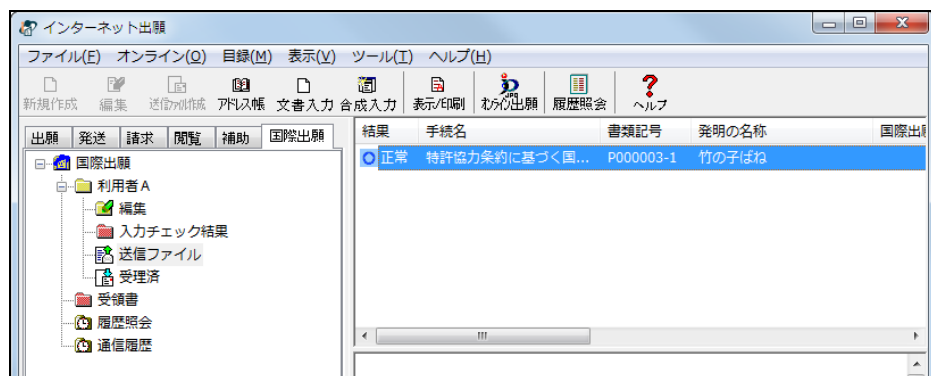 インターネット出願
ファイル(F) オンライン(O) 目録(M) 表示(V) ツール(T) ヘルプ(H)
新規作成 編集 送信ファイル作成 アドレス帳 文書入力 合成入力 表示/印刷 オンライン出願 履歴照会 ヘルプ
出願 発送 請求 閲覧 補助 国際出願
結果 手続名 書類記号 発明の名称 国際出
正常 特許協力条約に基づく国... P000003-1 竹の子ばね
国際出願
利用者A
編集
入力チェック結果
送信ファイル
受理済
受領書
履歴照会
通信履歴